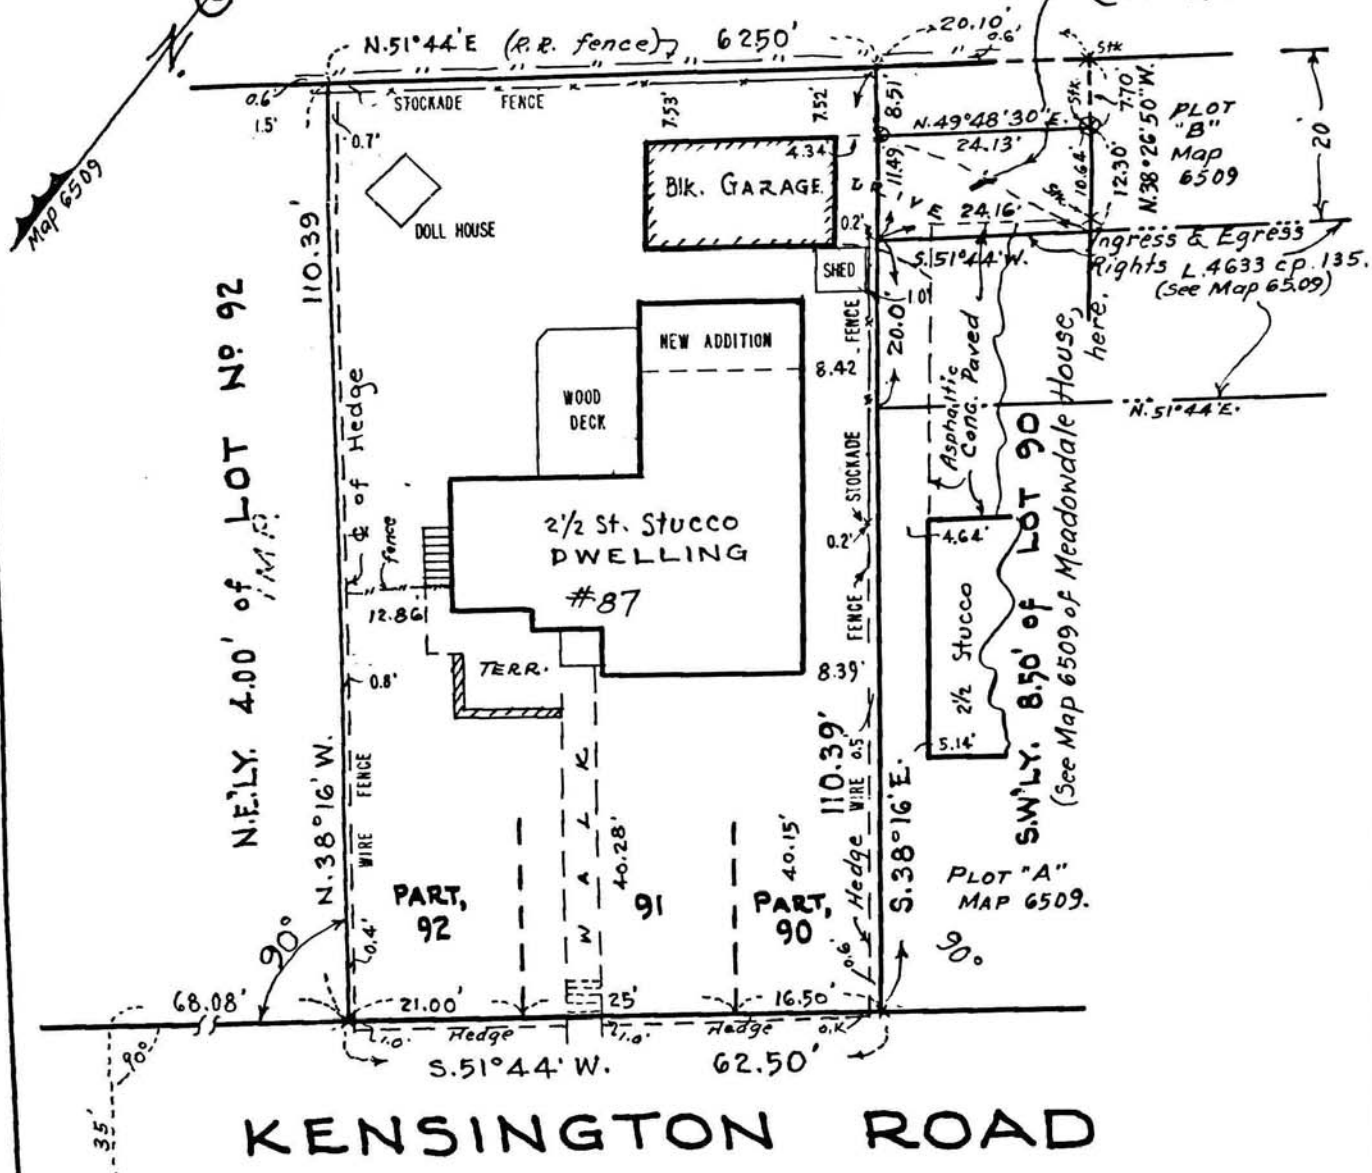 N.
Map 6509
N.51°44'E (R.R. fence) 6250'
20.10'
0.6'
Stk
0.6'
1.5'
STOCKADE FENCE
0.7'
7.53'
7.52'
8.51'
N.49°48'30"E.
24.13'
Stk
7.70
N.38°26'50"W.
PLOT
"B"
Map
6509
20'
4.34
11.49
Stk.
10.64'
12.30'
Blk. GARAGE
DOLL HOUSE
0.2'
24.16'
S.51°44'W.
Ingress & Egress
Rights L.4633 cp.135.
(See Map 6509)
SHED
1.0'
110.39'
NEW ADDITION
8.42
FENCE
20.0'
WOOD
DECK
Asphaltic
Conc. Paved
N.51°44'E.
N.E'LY. 4.00' of LOT Nº 92
℄ of Hedge
fence
12.86'
2½ St. Stucco
DWELLING
#87
STOCKADE
0.2'
FENCE
4.64'
2½ Stucco
5.14'
S.W'LY. 8.50' of LOT 90
(See Map 6509 of Meadowdale House,
here.
TERR.
0.8'
8.39'
110.39'
WIRE 0.5
Hedge
N.38°16'W.
WIRE FENCE
WALK
40.28'
40.15'
S.38°16'E.
PLOT "A"
MAP 6509.
PART,
92
91
PART,
90
90°
0.4'
0.6'
90°
68.08'
21.00'
25'
16.50'
1.0'
Hedge
1.0'
Hedge
O.K
90°
S.51°44'W.
62.50'
35'
KENSINGTON ROAD